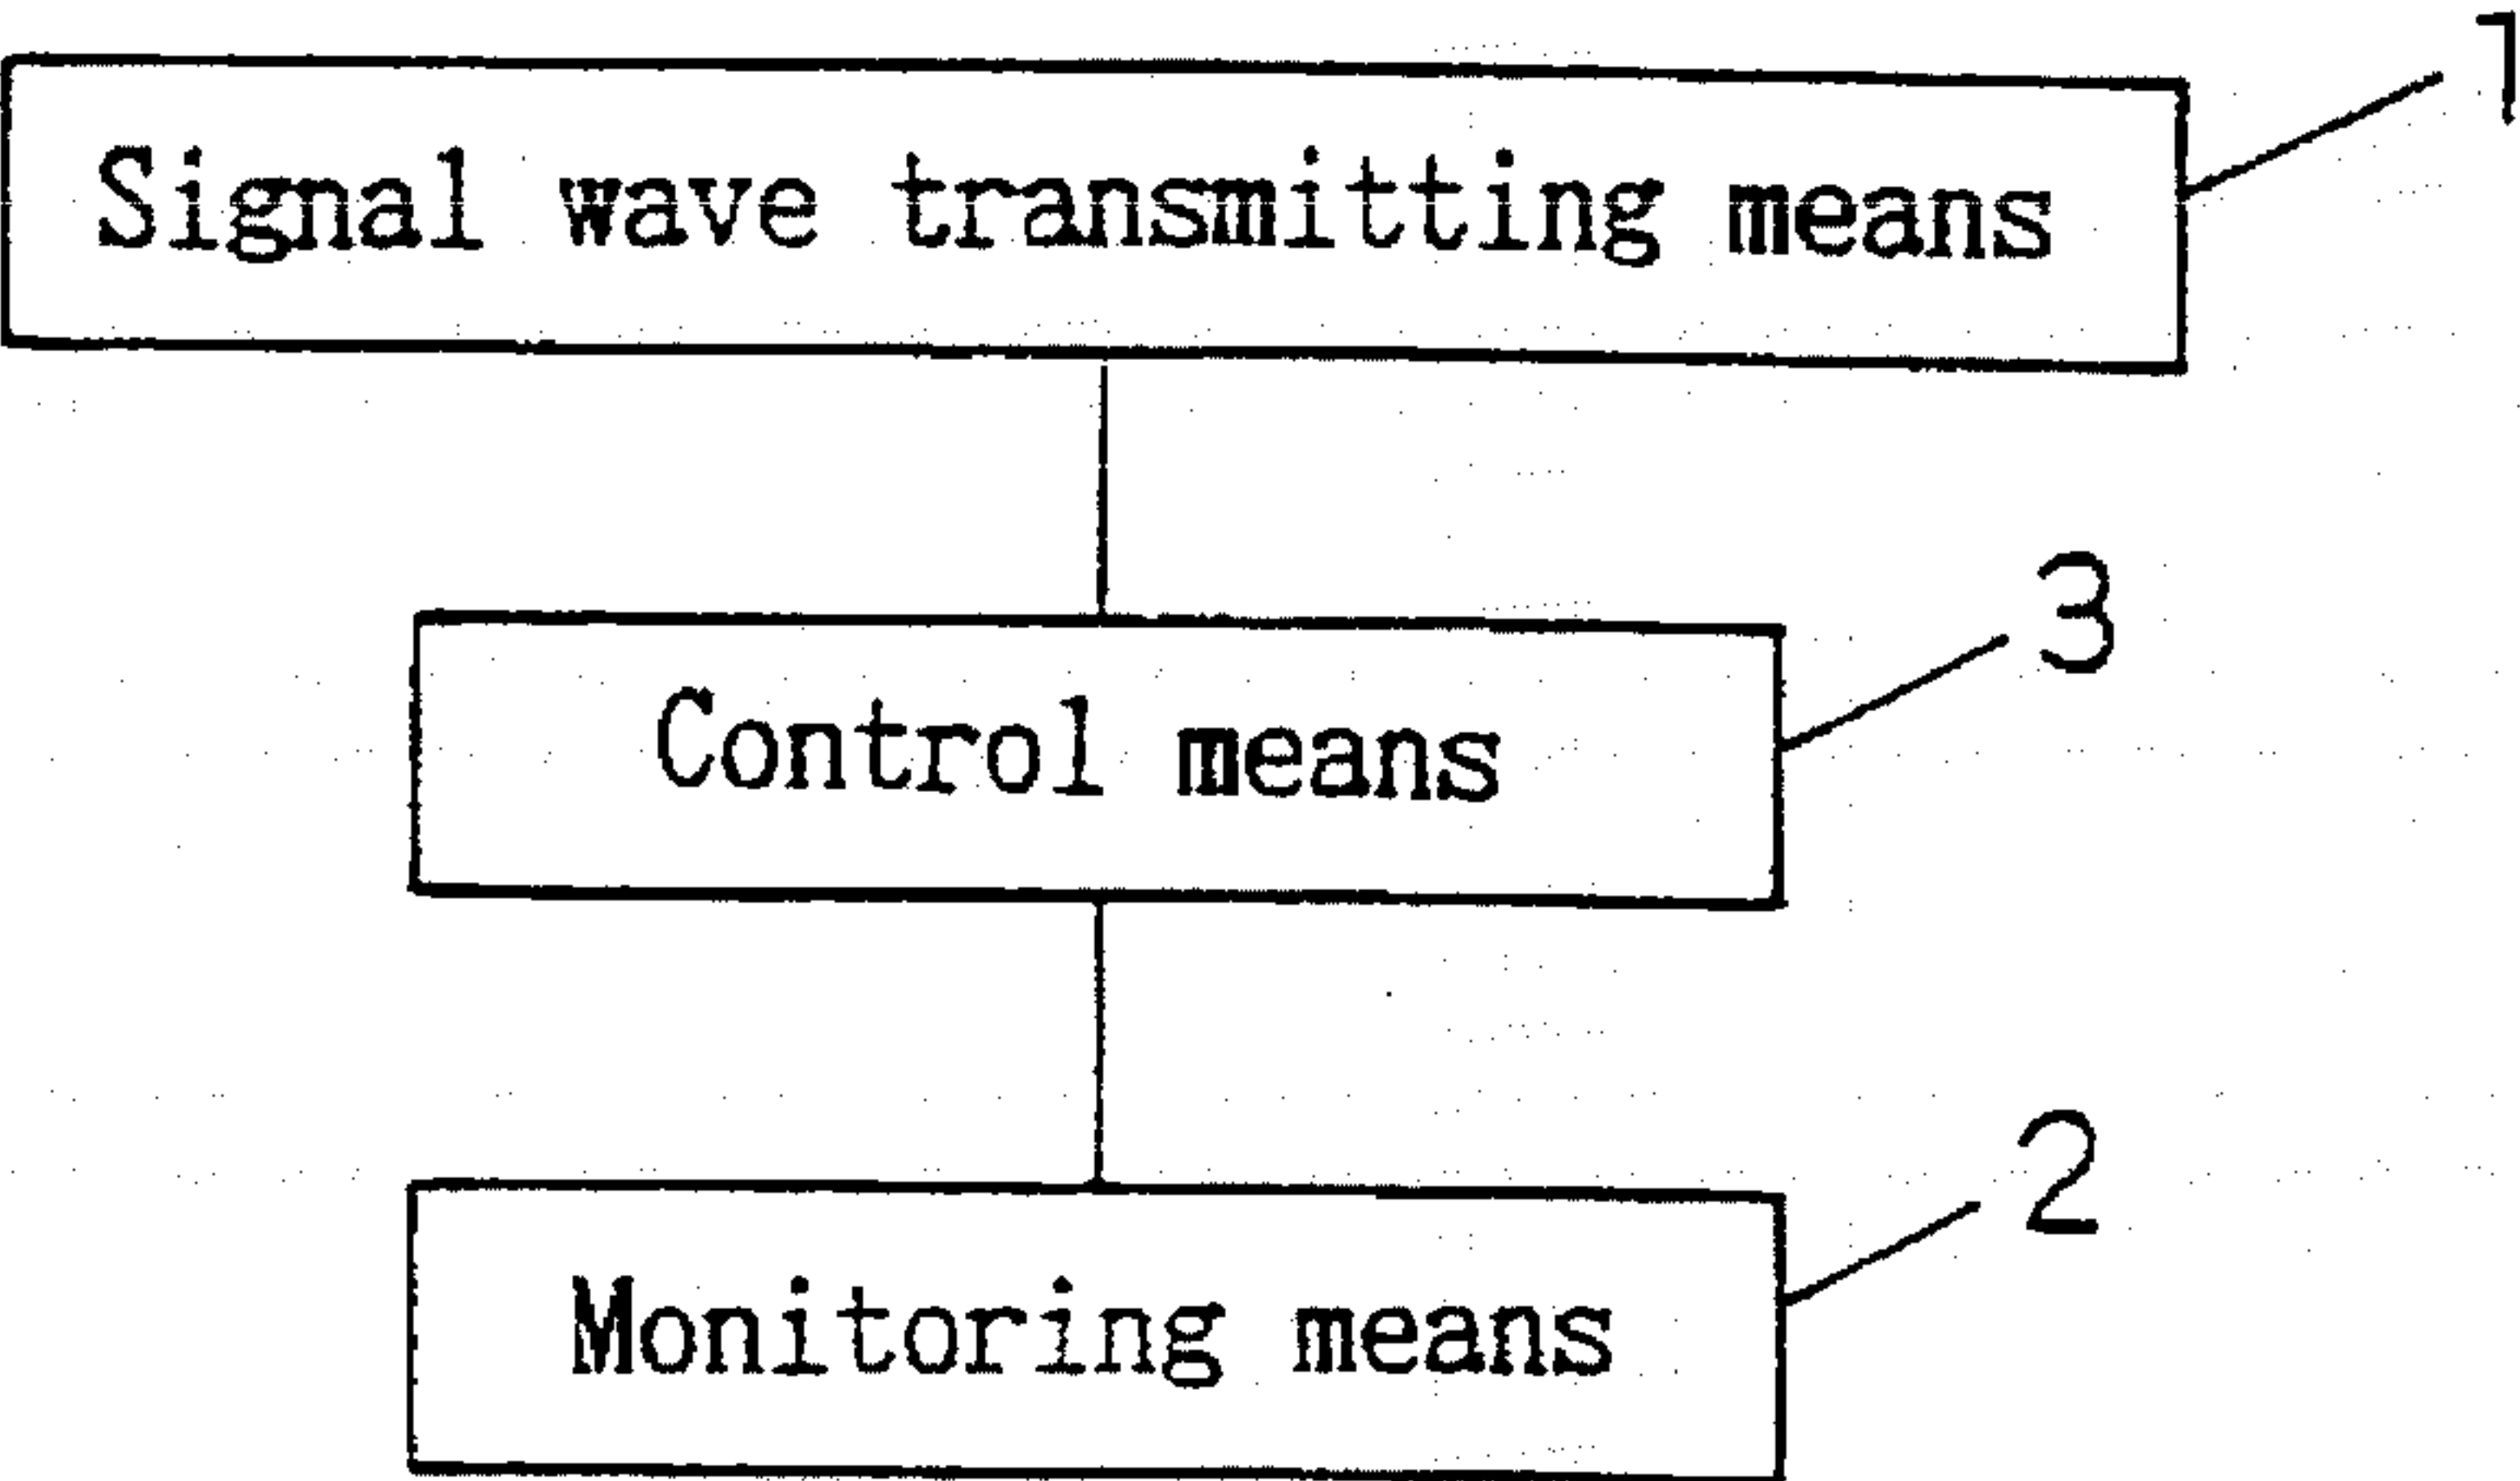 1
Signal wave transmitting means
3
Control means
2
Monitoring means